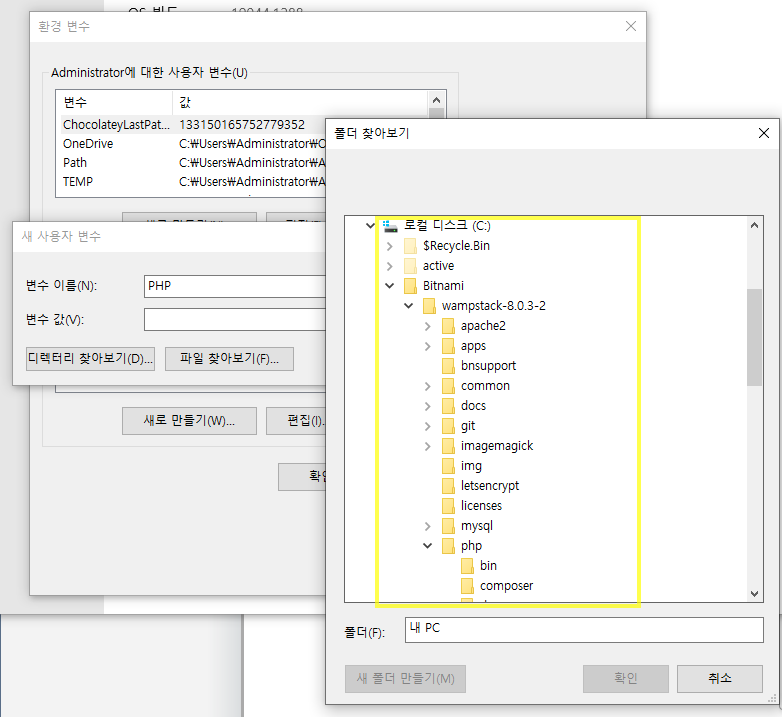 환경 변수
Administrator에 대한 사용자 변수(U)
변수 값
ChocolateyLastPat... 133150165752779352
OneDrive C:₩Users₩Administrator₩O
Path C:₩Users₩Administrator₩A
TEMP C:₩Users₩Administrator₩A
새 사용자 변수
변수 이름(N): PHP
변수 값(V):
디렉터리 찾아보기(D)... 파일 찾아보기(F)...
새로 만들기(W)... 편집(I)...
확인
폴더 찾아보기
로컬 디스크 (C:)
$Recycle.Bin
active
Bitnami
wampstack-8.0.3-2
apache2
apps
bnsupport
common
docs
git
imagemagick
img
letsencrypt
licenses
mysql
php
bin
composer
폴더(F): 내 PC
새 폴더 만들기(M) 확인 취소